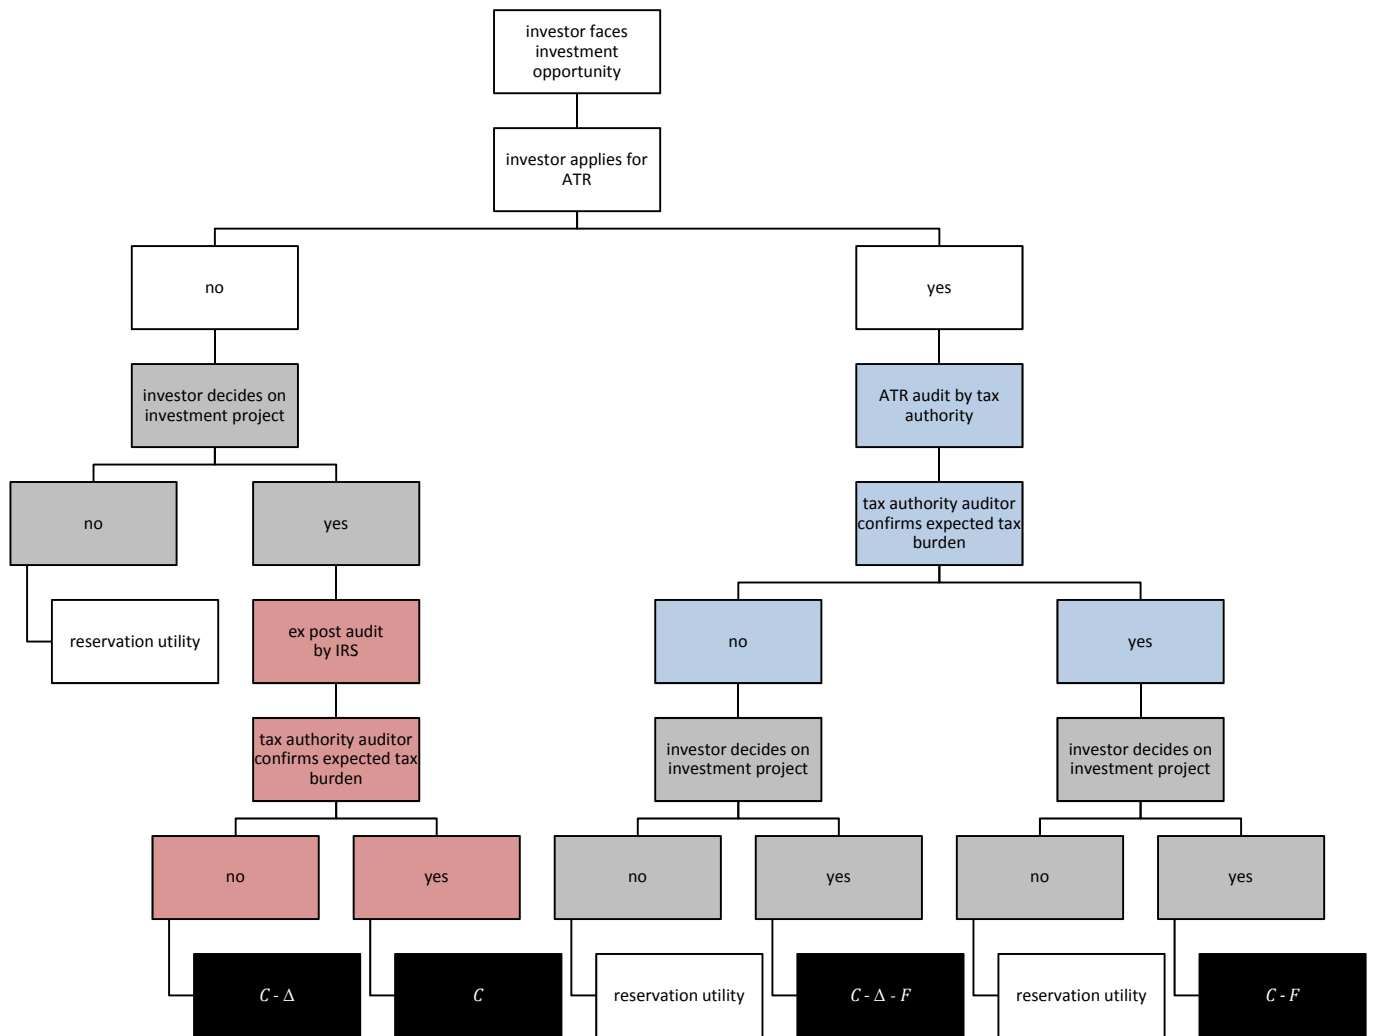 investor faces
investment
opportunity
investor applies for
ATR
no
yes
investor decides on
investment project
ATR audit by tax
authority
no
yes
tax authority auditor
confirms expected tax
burden
reservation utility
ex post audit
by IRS
no
yes
tax authority auditor
confirms expected tax
burden
investor decides on
investment project
investor decides on
investment project
no
yes
no
yes
no
yes
C - Δ
C
reservation utility
C - Δ - F
reservation utility
C - F